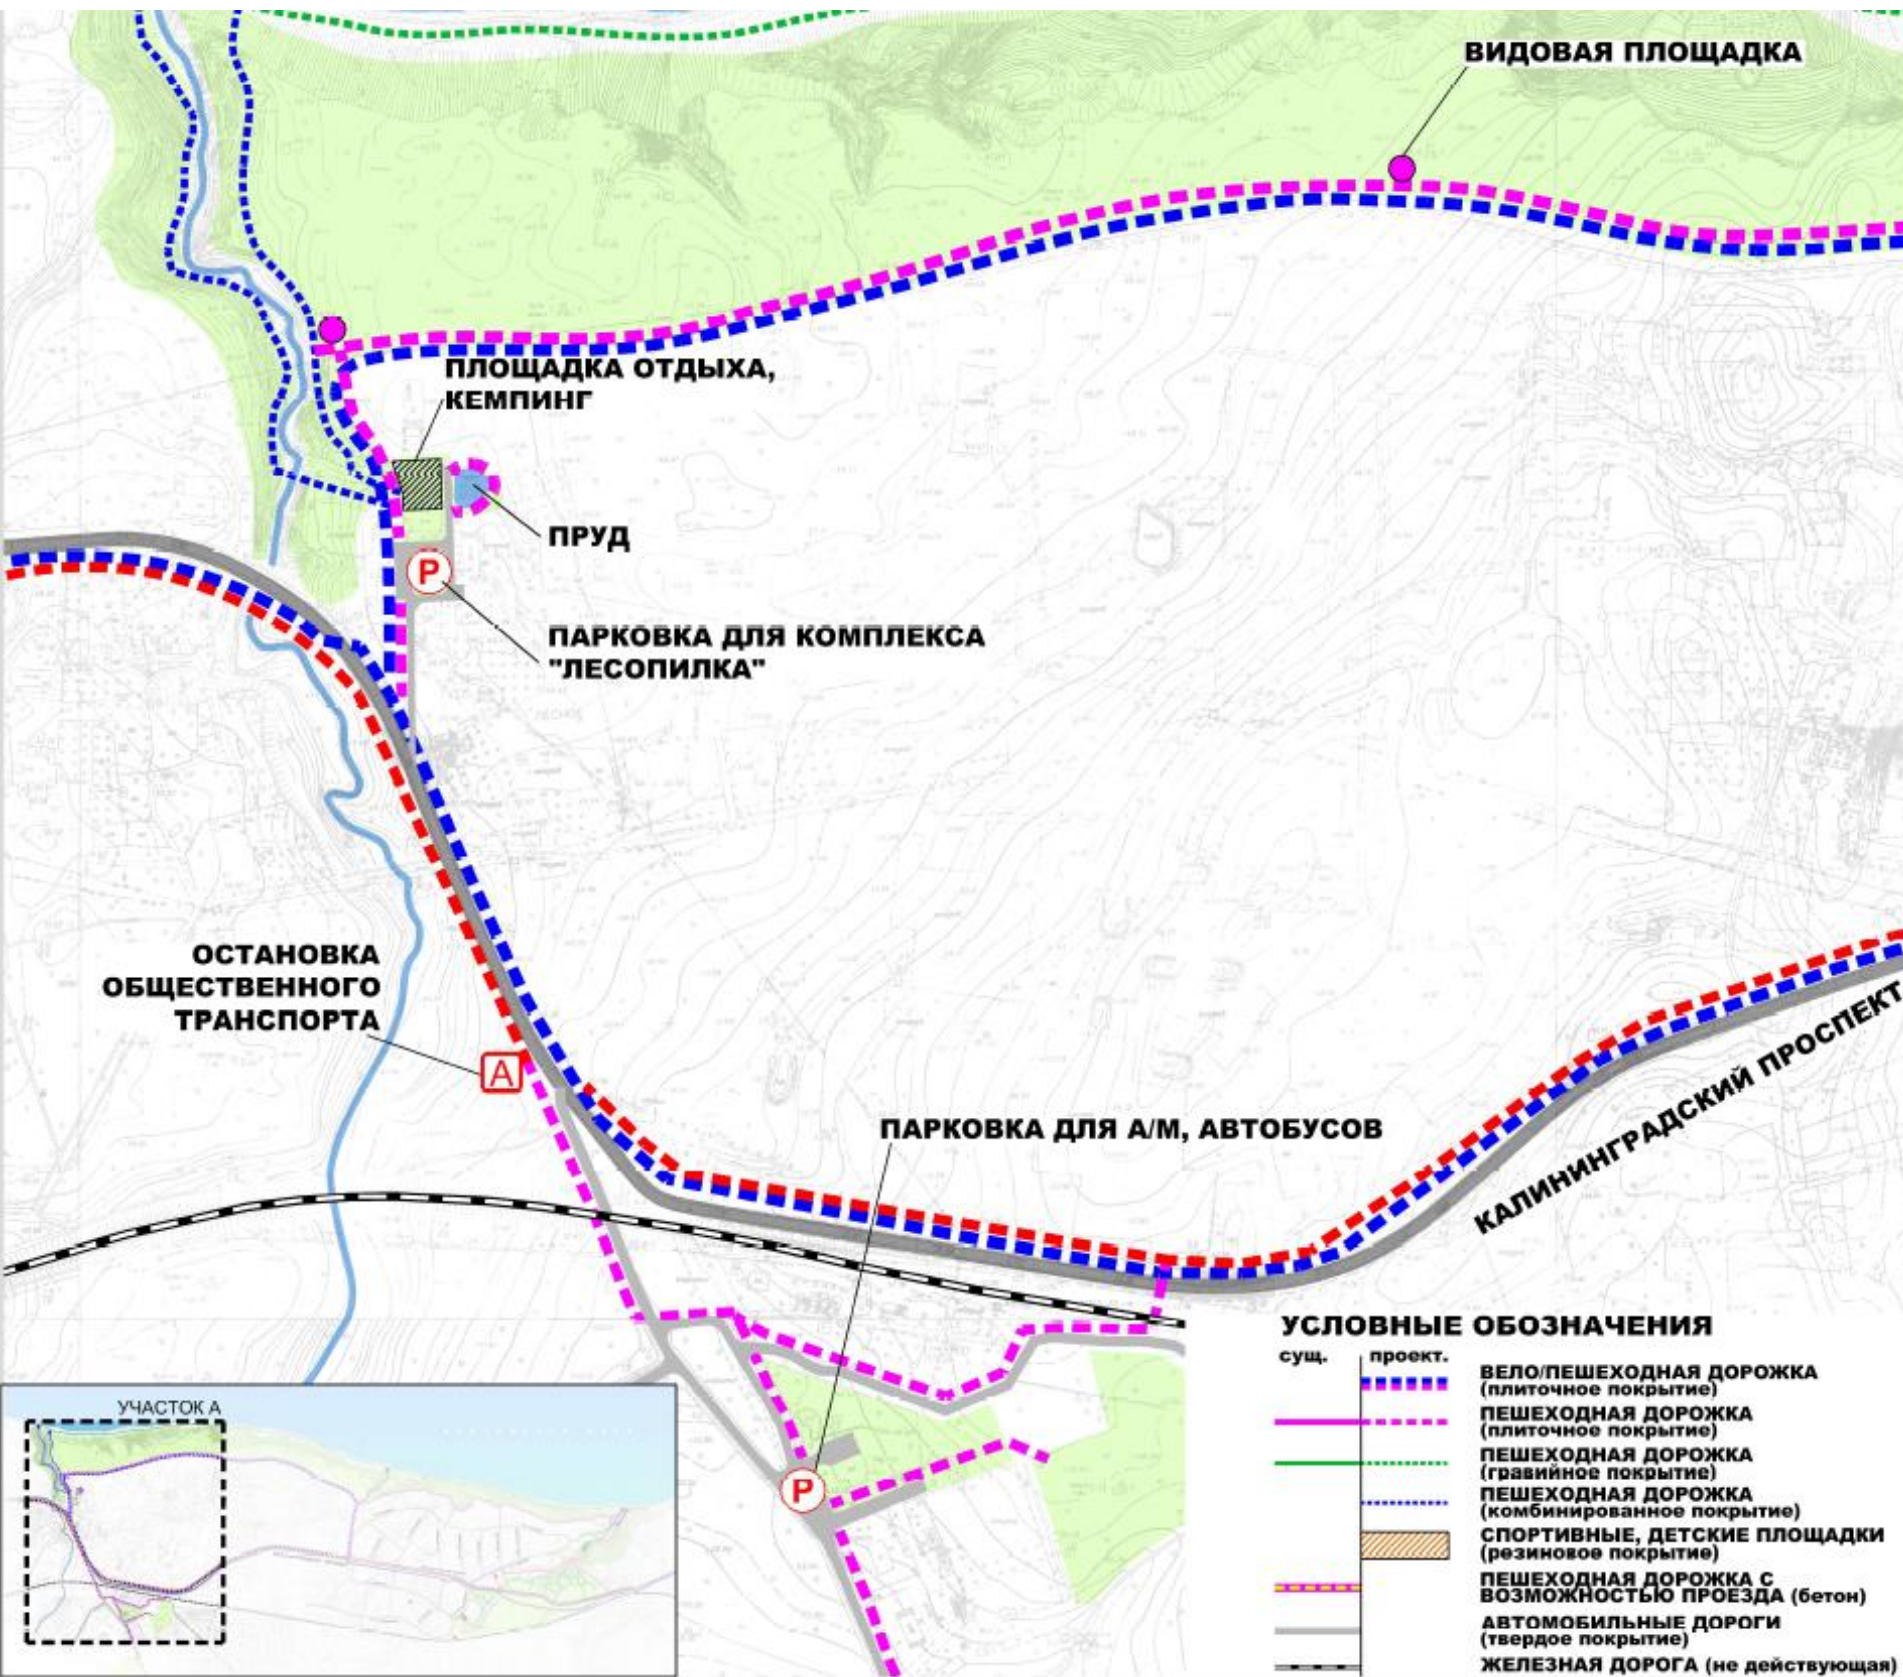 ВИДОВАЯ ПЛОЩАДКА
ПЛОЩАДКА ОТДЫХА,
КЕМПИНГ
ПРУД
P
ПАРКОВКА ДЛЯ КОМПЛЕКСА
"ЛЕСОПИЛКА"
ОСТАНОВКА
ОБЩЕСТВЕННОГО
ТРАНСПОРТА
A
ПАРКОВКА ДЛЯ А/М, АВТОБУСОВ
КАЛИНИНГРАДСКИЙ ПРОСПЕКТ
P
УЧАСТОК А
УСЛОВНЫЕ ОБОЗНАЧЕНИЯ
сущ. проект.
ВЕЛО/ПЕШЕХОДНАЯ ДОРОЖКА
(плиточное покрытие)
ПЕШЕХОДНАЯ ДОРОЖКА
(плиточное покрытие)
ПЕШЕХОДНАЯ ДОРОЖКА
(гравийное покрытие)
ПЕШЕХОДНАЯ ДОРОЖКА
(комбинированное покрытие)
СПОРТИВНЫЕ, ДЕТСКИЕ ПЛОЩАДКИ
(резиновое покрытие)
ПЕШЕХОДНАЯ ДОРОЖКА С
ВОЗМОЖНОСТЬЮ ПРОЕЗДА (бетон)
АВТОМОБИЛЬНЫЕ ДОРОГИ
(твердое покрытие)
ЖЕЛЕЗНАЯ ДОРОГА (не действующая)